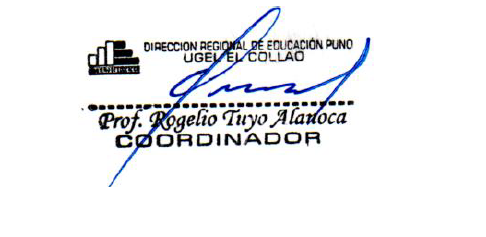 DIRECCION REGIONAL DE EDUCACIÓN PUNO
UGEL EL COLLAO
Prof. Rogelio Tuyo Alanoca
COORDINADOR